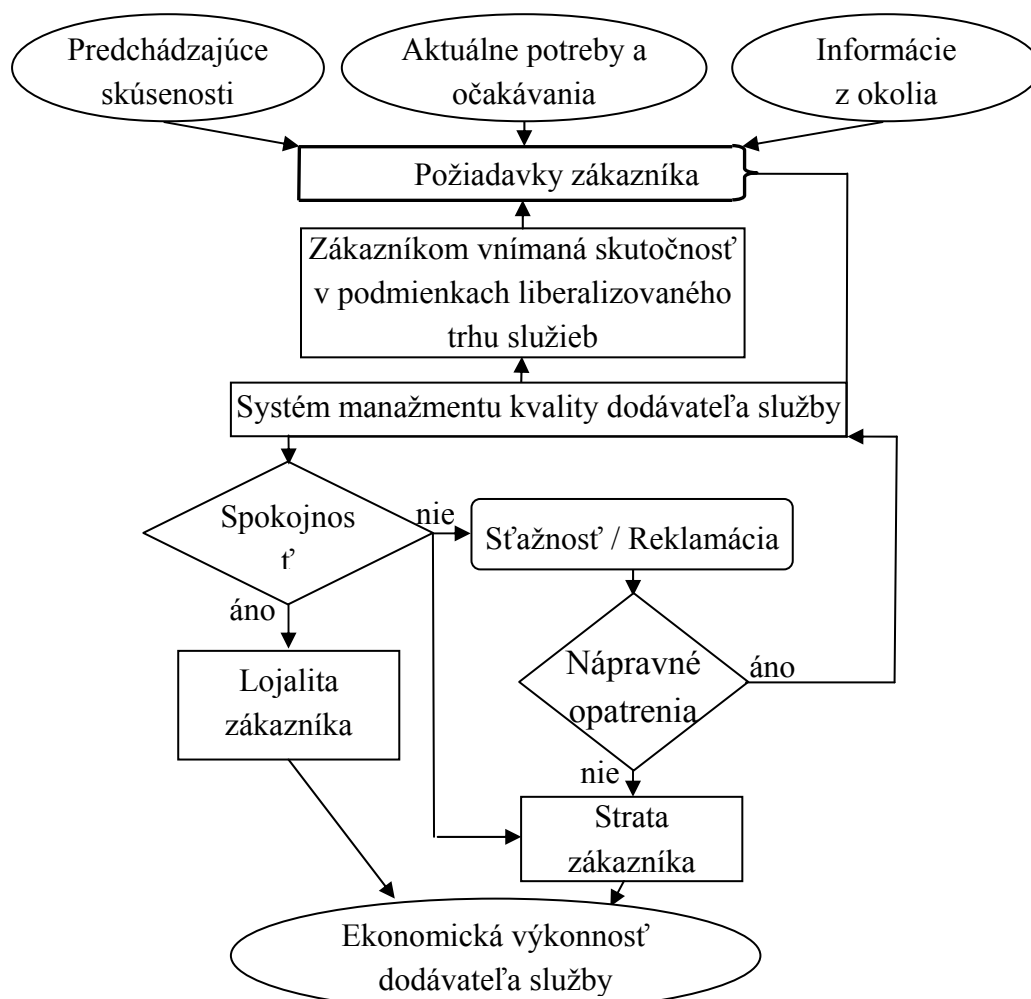 Predchádzajúce
skúsenosti
Aktuálne potreby a
očakávania
Informácie
z okolia
Požiadavky zákazníka
Zákazníkom vnímaná skutočnosť
v podmienkach liberalizovaného
trhu služieb
Systém manažmentu kvality dodávateľa služby
Spokojnos
ť
nie
Sťažnosť / Reklamácia
áno
Lojalita
zákazníka
Nápravné
opatrenia
áno
nie
Strata
zákazníka
Ekonomická výkonnosť
dodávateľa služby